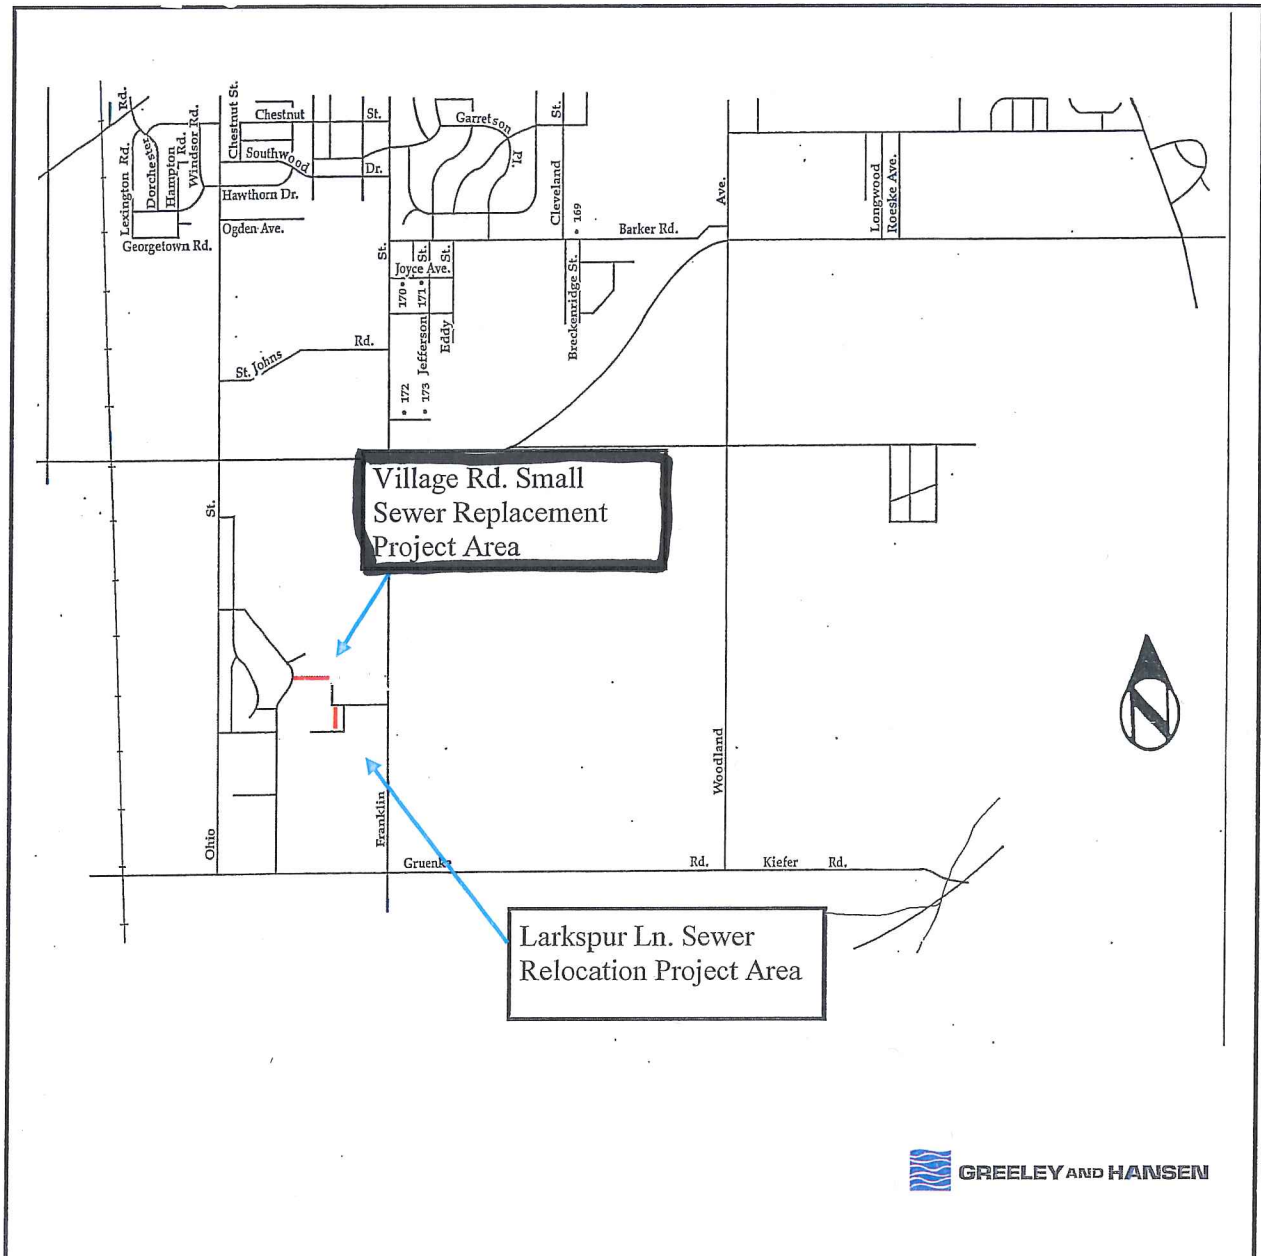 Rd.
Lexington Rd.
Dorchester
Hampton
Rd.
Windsor Rd.
Chestnut St.
Chestnut
St.
Southwood
Dr.
Hawthorn Dr.
Ogden Ave.
Georgetown Rd.
Garretson
Pl.
St.
Cleveland
169
Barker Rd.
Ave.
Longwood
Roeske Ave.
St.
St.
St.
Joyce Ave.
170
171
Jefferson
Eddy
Breckenridge St.
St. Johns
Rd.
172
173
Village Rd. Small
Sewer Replacement
Project Area
St.
Ohio
Franklin
Woodland
N
Gruenke
Rd.
Kiefer
Rd.
Larkspur Ln. Sewer
Relocation Project Area
GREELEY AND HANSEN